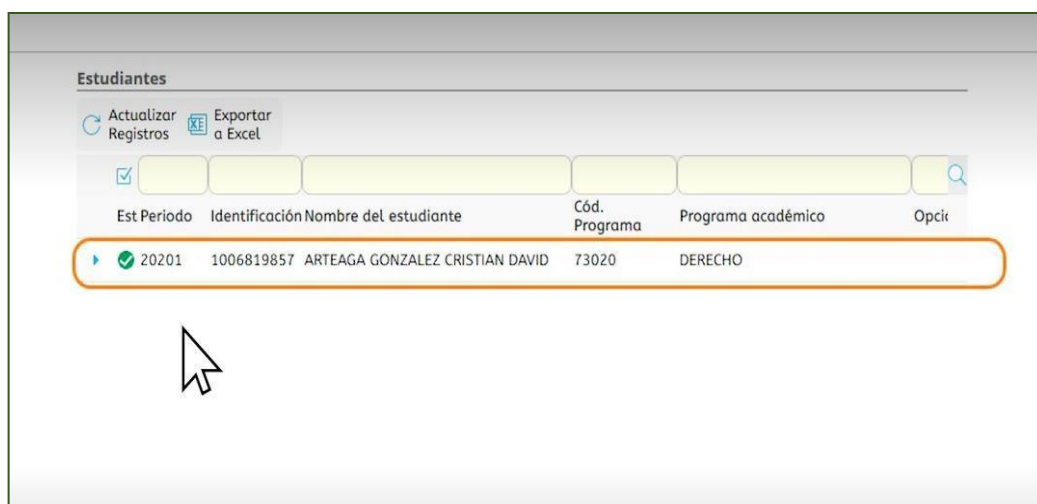 Estudiantes
Actualizar Registros
Exportar a Excel
Est Periodo Identificación Nombre del estudiante Cód. Programa Programa académico Opcic
20201 1006819857 ARTEAGA GONZALEZ CRISTIAN DAVID 73020 DERECHO